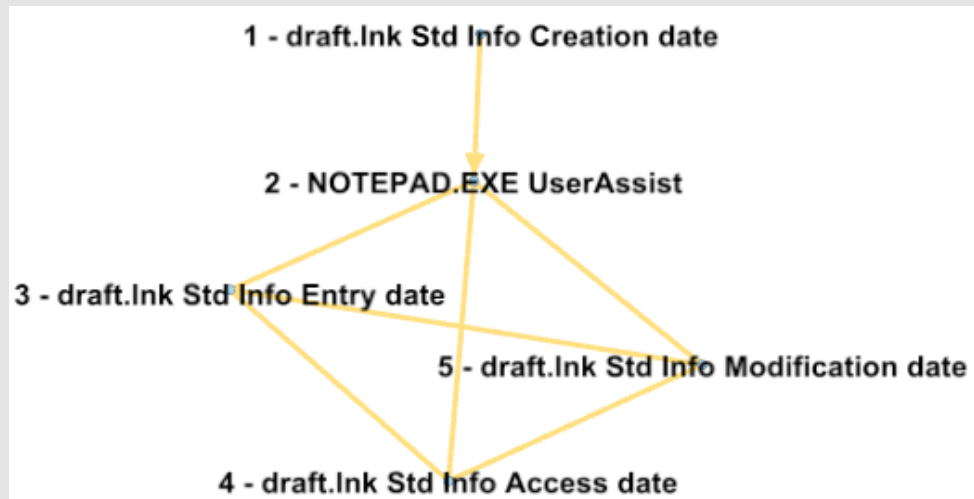 1 - draft.lnk Std Info Creation date
2 - NOTEPAD.EXE UserAssist
3 - draft.lnk Std Info Entry date
5 - draft.lnk Std Info Modification date
4 - draft.lnk Std Info Access date